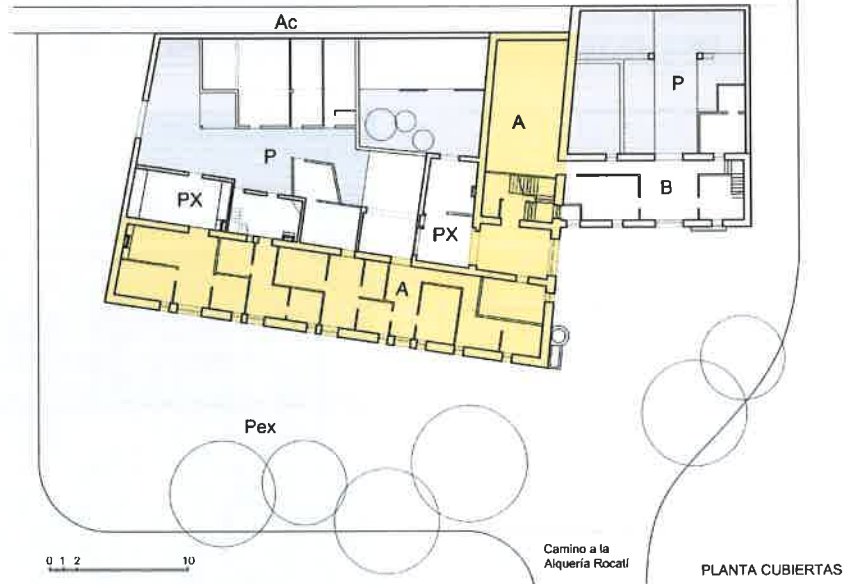 Ac
P
A
P
PX
B
PX
A
Pex
0 1 2 10
Camino a la
Alquería Rocatí
PLANTA CUBIERTAS